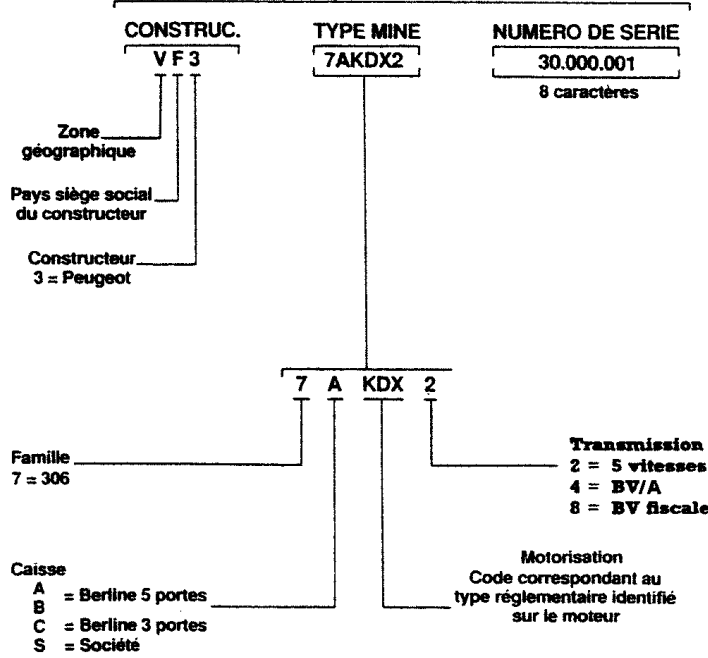 CONSTRUC.
TYPE MINE
NUMERO DE SERIE
V F 3
7AKDX2
30.000.001
8 caractères
Zone
géographique
Pays siège social
du constructeur
Constructeur
3 = Peugeot
7 A KDX 2
Famille
7 = 306
Transmission
2 = 5 vitesses
4 = BV/A
8 = BV fiscale
Caisse
A
B
= Berline 5 portes
C = Berline 3 portes
S = Société
Motorisation
Code correspondant au
type réglementaire identifié
sur le moteur